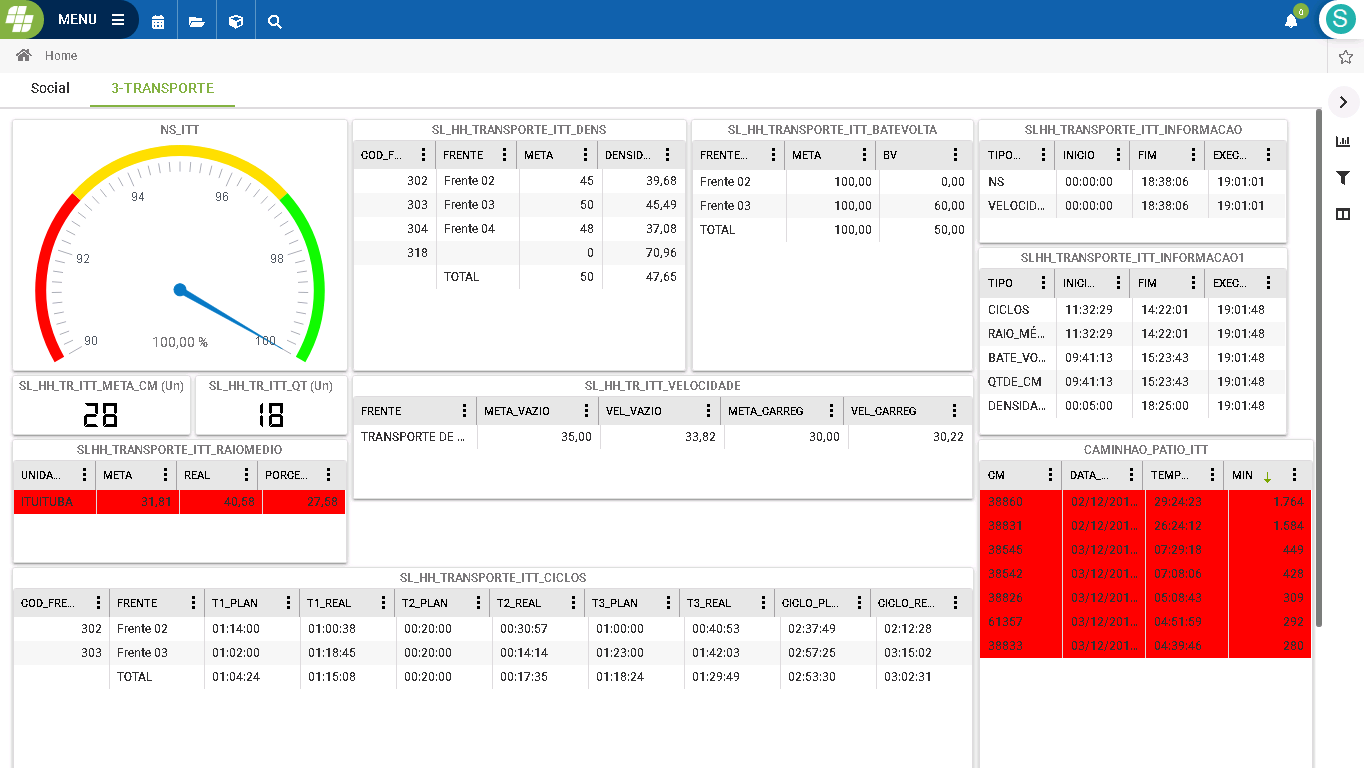 MENU
0
S
Home
Social 3-TRANSPORTE
NS_ITT
94 96
92 98
90 100
100,00 %
SL_HH_TR_ITT_META_CM (Un)
28
SL_HH_TR_ITT_QT (Un)
18
SLHH_TRANSPORTE_ITT_RAIOMEDIO
UNIDA... META REAL PORCE...
ITUITUBA 31,81 40,58 27,58
SL_HH_TRANSPORTE_ITT_DENS
COD_F... FRENTE META DENSID...
302 Frente 02 45 39,68
303 Frente 03 50 45,49
304 Frente 04 48 37,08
318 0 70,96
TOTAL 50 47,65
SL_HH_TRANSPORTE_ITT_BATEVOLTA
FRENTE... META BV
Frente 02 100,00 0,00
Frente 03 100,00 60,00
TOTAL 100,00 50,00
SL_HH_TR_ITT_VELOCIDADE
FRENTE META_VAZIO VEL_VAZIO META_CARREG VEL_CARREG
TRANSPORTE DE ... 35,00 33,82 30,00 30,22
SLHH_TRANSPORTE_ITT_INFORMACAO
TIPO... INICIO FIM EXEC...
NS 00:00:00 18:38:06 19:01:01
VELOCID... 00:00:00 18:38:06 19:01:01
SLHH_TRANSPORTE_ITT_INFORMACAO1
TIPO INICI... FIM EXEC...
CICLOS 11:32:29 14:22:01 19:01:48
RAIO_MÉ... 11:32:29 14:22:01 19:01:48
BATE_VO... 09:41:13 15:23:43 19:01:48
QTDE_CM 09:41:13 15:23:43 19:01:48
DENSIDA... 00:05:00 18:25:00 19:01:48
SL_HH_TRANSPORTE_ITT_CICLOS
COD_FRE... FRENTE T1_PLAN T1_REAL T2_PLAN T2_REAL T3_PLAN T3_REAL CICLO_PL... CICLO_RE...
302 Frente 02 01:14:00 01:00:38 00:20:00 00:30:57 01:00:00 00:40:53 02:37:49 02:12:28
303 Frente 03 01:02:00 01:18:45 00:20:00 00:14:14 01:23:00 01:42:03 02:57:25 03:15:02
TOTAL 01:04:24 01:15:08 00:20:00 00:17:35 01:18:24 01:29:49 02:53:30 03:02:31
CAMINHAO_PATIO_ITT
CM DATA_... TEMP... MIN
38860 02/12/201... 29:24:23 1.764
38831 02/12/201... 26:24:12 1.584
38545 03/12/201... 07:29:18 449
38542 03/12/201... 07:08:06 428
38826 03/12/201... 05:08:43 309
61357 03/12/201... 04:51:59 292
38833 03/12/201... 04:39:46 280